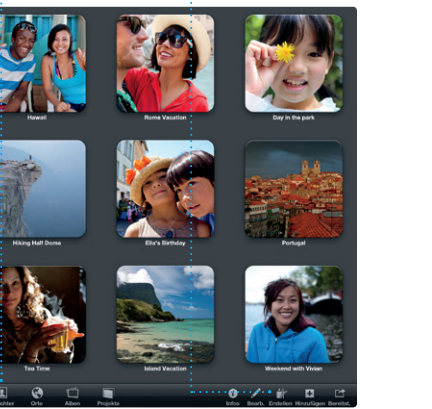 Hawaii
Rome Vacation
Day in the park
Hiking Half Dome
Ella's Birthday
Portugal
Tea Time
Island Vacation
Weekend with Vivian
Orte Alben Projekte Infos Bearb. Erstellen Hinzufügen Bereitst.